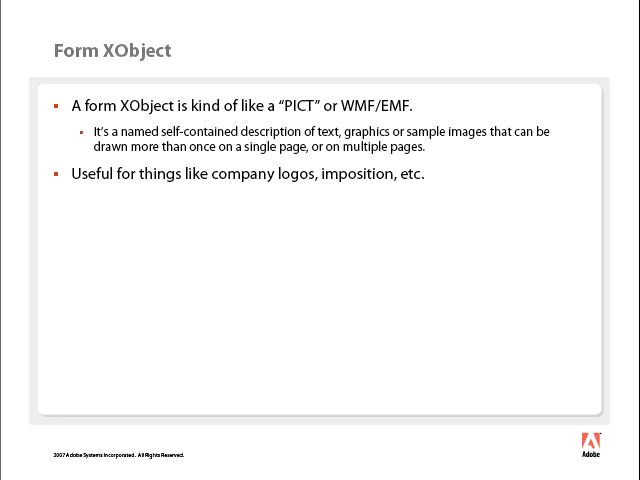 Form XObject
▪ A form XObject is kind of like a “PICT” or WMF/EMF.
▪ It’s a named self-contained description of text, graphics or sample images that can be
drawn more than once on a single page, or on multiple pages.
▪ Useful for things like company logos, imposition, etc.
2007 Adobe Systems Incorporated. All Rights Reserved.
Adobe